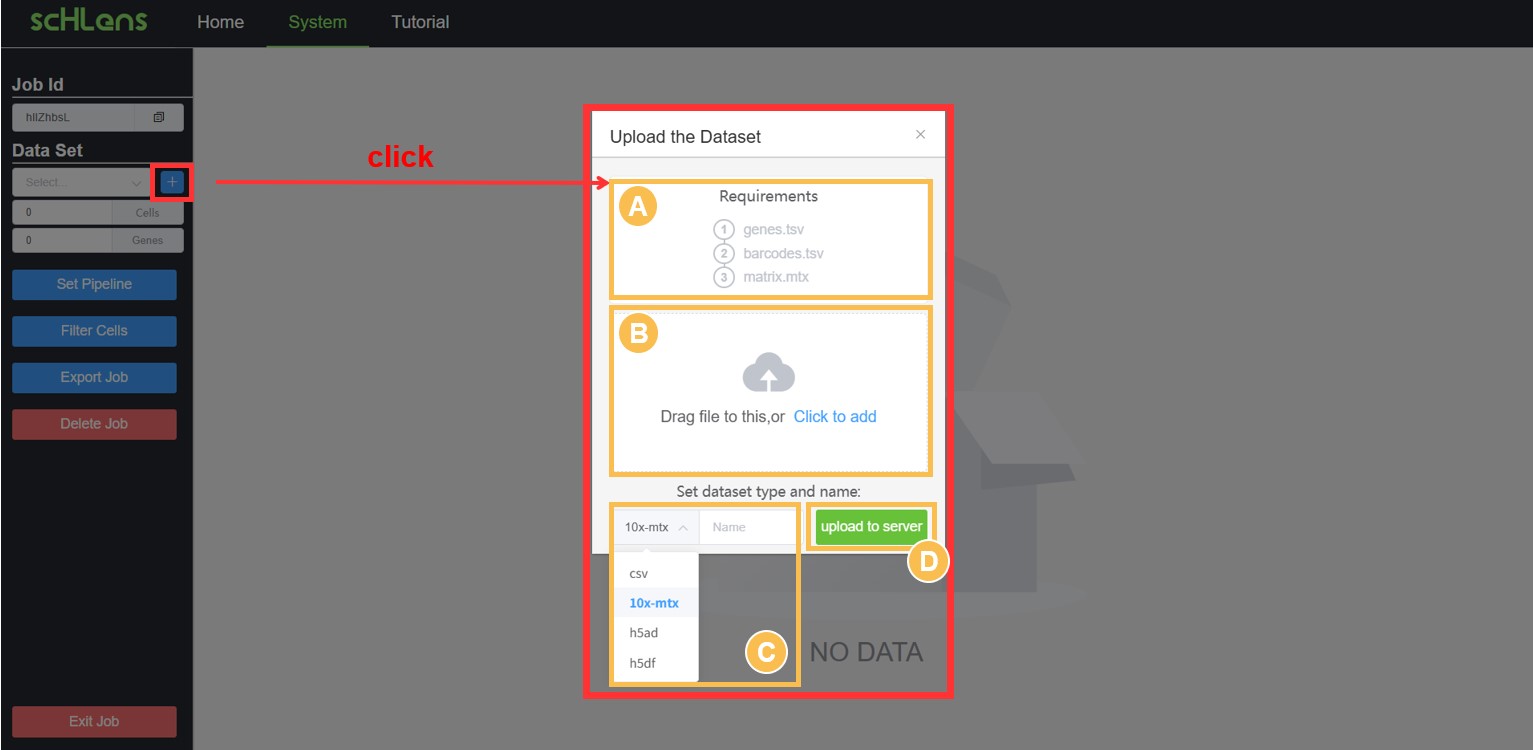 scHLens
Home
System
Tutorial
Job Id
hIIZhbsL
Data Set
Select...
+
0 Cells
0 Genes
Set Pipeline
Filter Cells
Export Job
Delete Job
Exit Job
click
Upload the Dataset
A
Requirements
1 genes.tsv
2 barcodes.tsv
3 matrix.mtx
B
Drag file to this,or Click to add
Set dataset type and name:
10x-mtx Name upload to server
D
csv
10x-mtx
h5ad
h5df
C
NO DATA